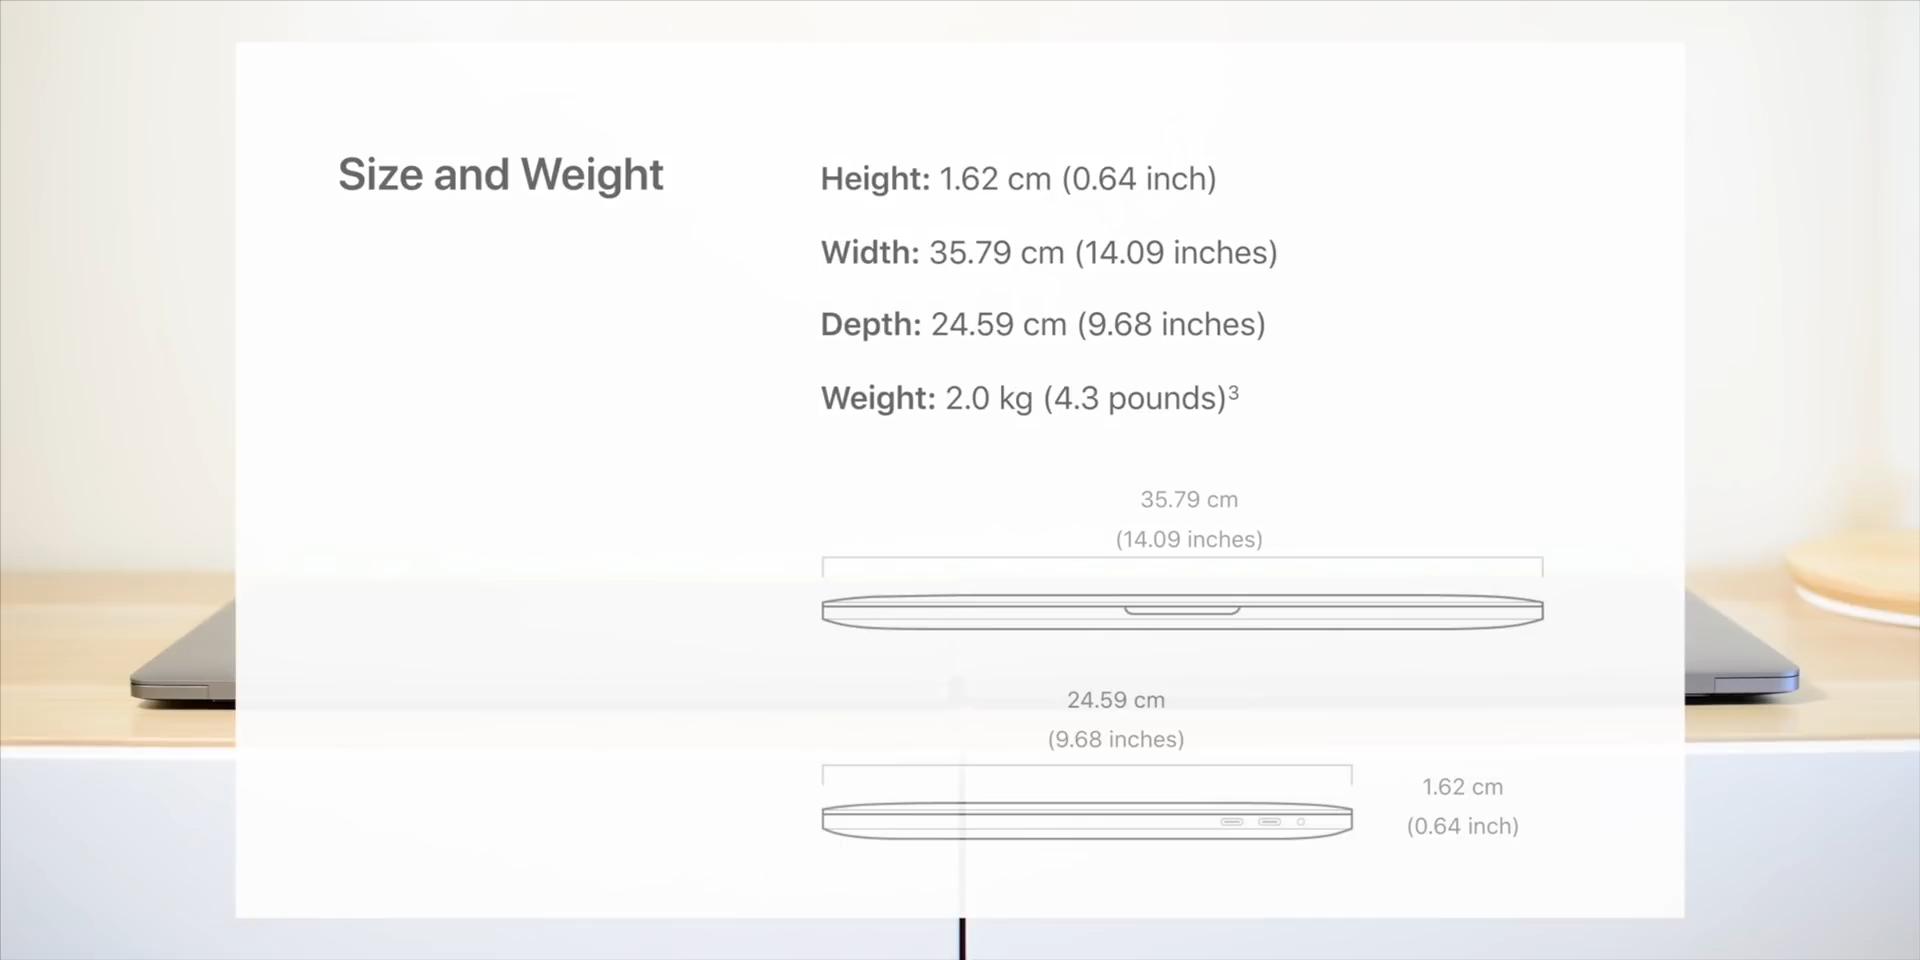 Size and Weight
Height: 1.62 cm (0.64 inch)
Width: 35.79 cm (14.09 inches)
Depth: 24.59 cm (9.68 inches)
Weight: 2.0 kg (4.3 pounds)³
35.79 cm
(14.09 inches)
24.59 cm
(9.68 inches)
1.62 cm
(0.64 inch)